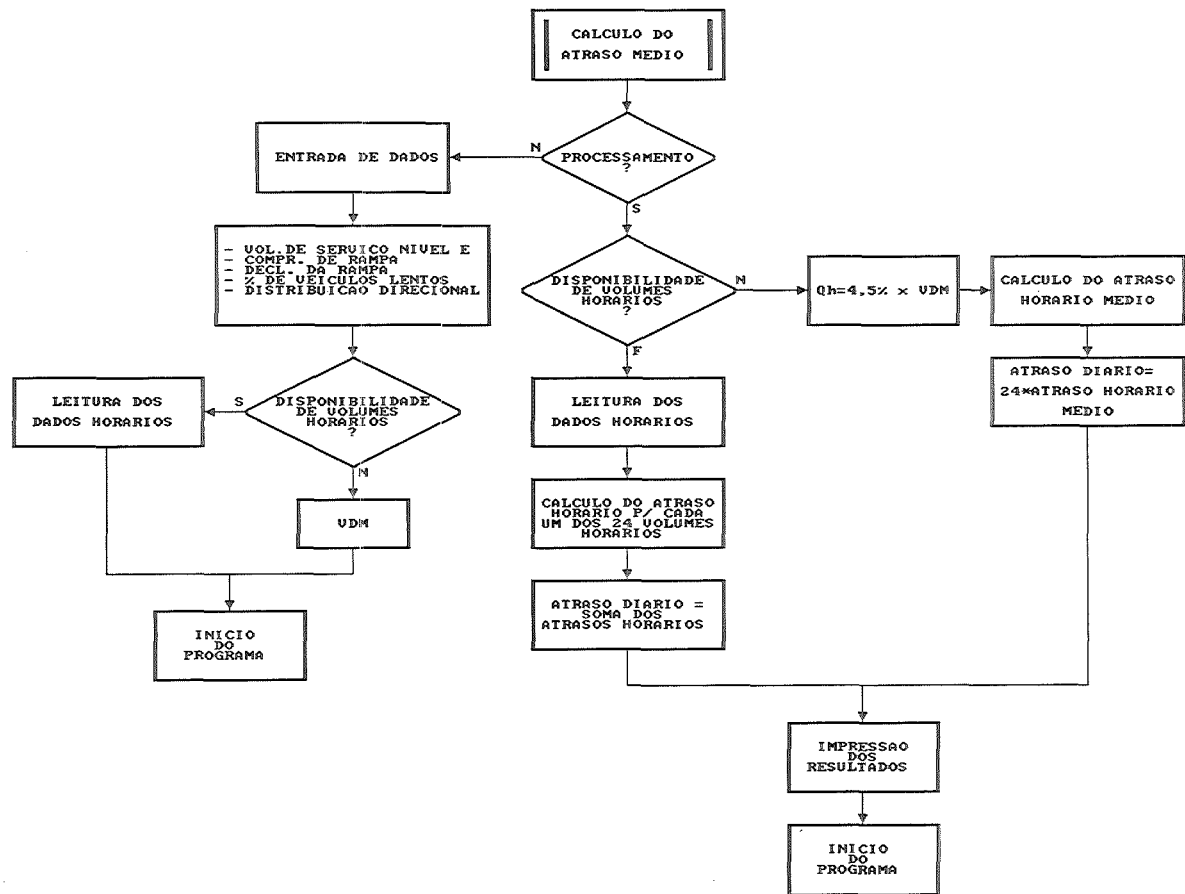 CALCULO DO
ATRASO MEDIO
PROCESSAMENTO
?
N
S
ENTRADA DE DADOS
- VOL.DE SERVICO NIVEL E
- COMPR. DE RAMPA
- DECL. DA RAMPA
- % DE VEICULOS LENTOS
- DISTRIBUICAO DIRECIONAL
DISPONIBILIDADE
DE VOLUMES
HORARIOS
?
S
N
LEITURA DOS
DADOS HORARIOS
VDM
INICIO
DO
PROGRAMA
DISPONIBILIDADE
DE VOLUMES
HORARIOS
?
N
F
Qh=4,5% x VDM
CALCULO DO ATRASO
HORARIO MEDIO
ATRASO DIARIO=
24*ATRASO HORARIO
MEDIO
LEITURA DOS
DADOS HORARIOS
CALCULO DO ATRASO
HORARIO P/ CADA
UM DOS 24 VOLUMES
HORARIOS
ATRASO DIARIO =
SOMA DOS
ATRASOS HORARIOS
IMPRESSAO
DOS
RESULTADOS
INICIO
DO
PROGRAMA